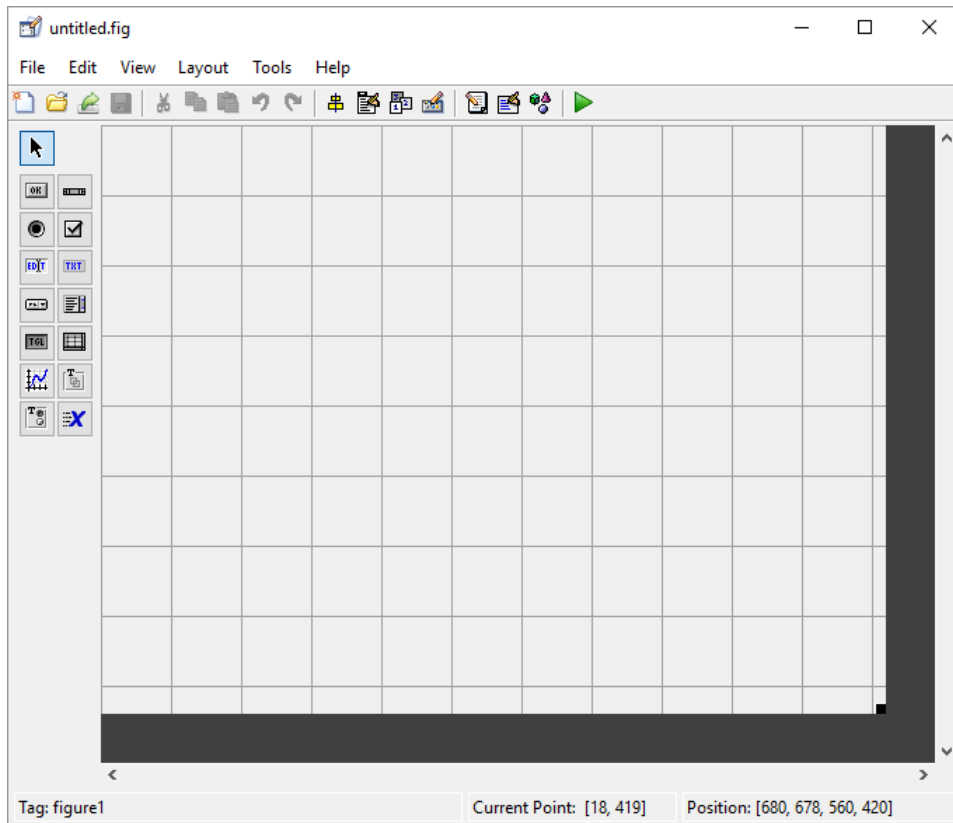 untitled.fig
File Edit View Layout Tools Help
OK
EDIT TXT
TGL
T
T X
Tag: figure1 Current Point: [18, 419] Position: [680, 678, 560, 420]